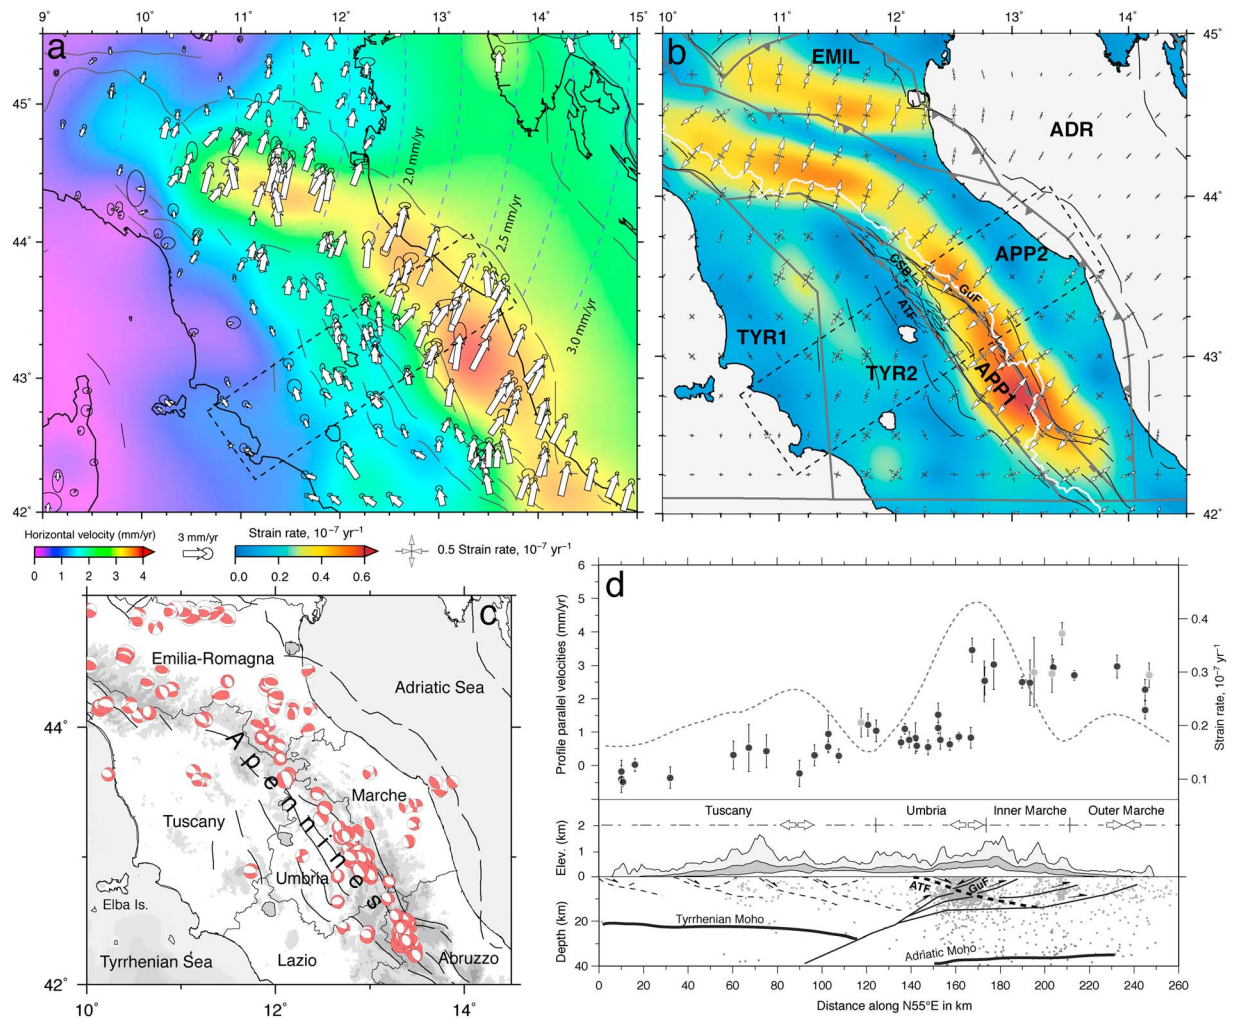 9° 10° 11° 12° 13° 14° 15°
a
45°
44°
43°
42°
2.0 mm/yr
2.5 mm/yr
3.0 mm/yr
10° 11° 12° 13° 14°
b
45°
44°
43°
42°
EMIL
ADR
APP2
CSB
GuF
ATF
TYR1
TYR2
APP1
Horizontal velocity (mm/yr)
0 1 2 3 4
3 mm/yr
Strain rate, 10⁻⁷ yr⁻¹
0.0 0.2 0.4 0.6
0.5 Strain rate, 10⁻⁷ yr⁻¹
10° 12° 14°
c
Emilia-Romagna
Adriatic Sea
44°
Apennines
Marche
Tuscany
Umbria
Elba Is.
Tyrrhenian Sea
Lazio
Abruzzo
42°
10° 12° 14°
d
Profile parallel velocities (mm/yr)
6
5
4
3
2
1
0
Strain rate, 10⁻⁷ yr⁻¹
0.4
0.3
0.2
0.1
Tuscany Umbria Inner Marche Outer Marche
Elev. (km)
2
1
0
ATF
GuF
Depth (km)
0
20
40
Tyrrhenian Moho
Adriatic Moho
0 20 40 60 80 100 120 140 160 180 200 220 240 260
Distance along N55°E in km